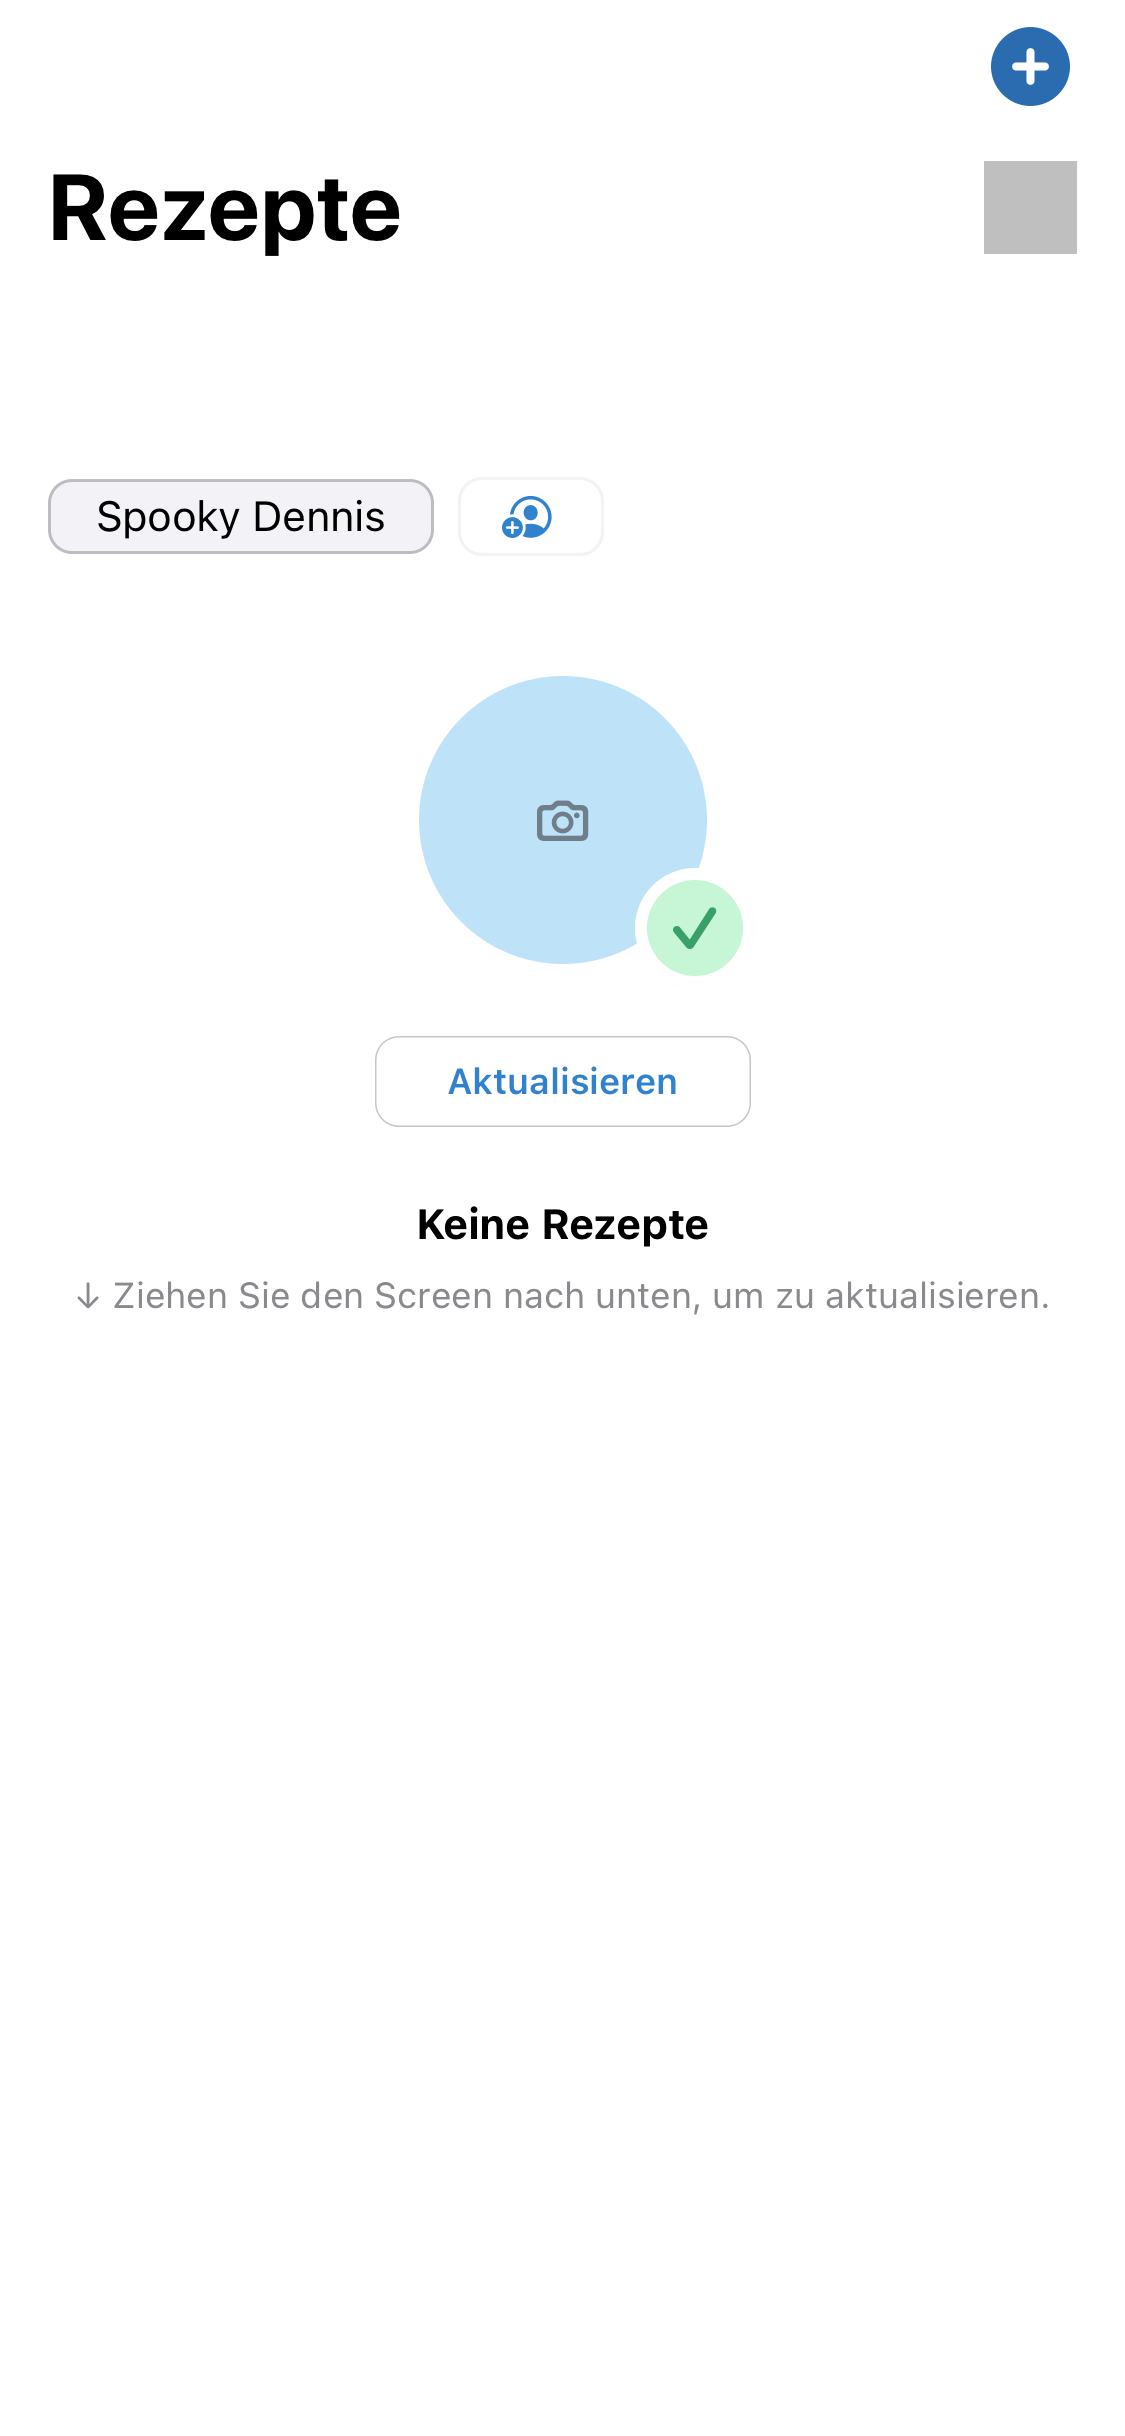 Rezepte
Spooky Dennis
Aktualisieren
Keine Rezepte
↓ Ziehen Sie den Screen nach unten, um zu aktualisieren.